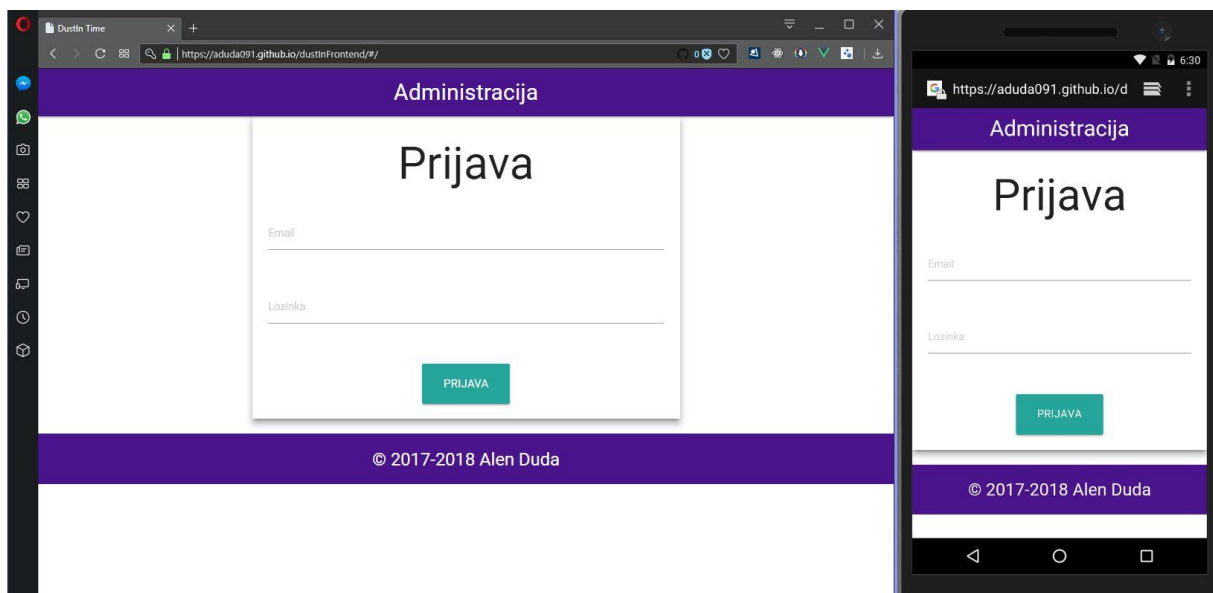 DustIn Time
https://aduda091.github.io/dustInFrontend/#/
0
Administracija
Prijava
Email
Lozinka
PRIJAVA
© 2017-2018 Alen Duda
6:30
https://aduda091.github.io/d
Administracija
Prijava
Email
Lozinka
PRIJAVA
© 2017-2018 Alen Duda